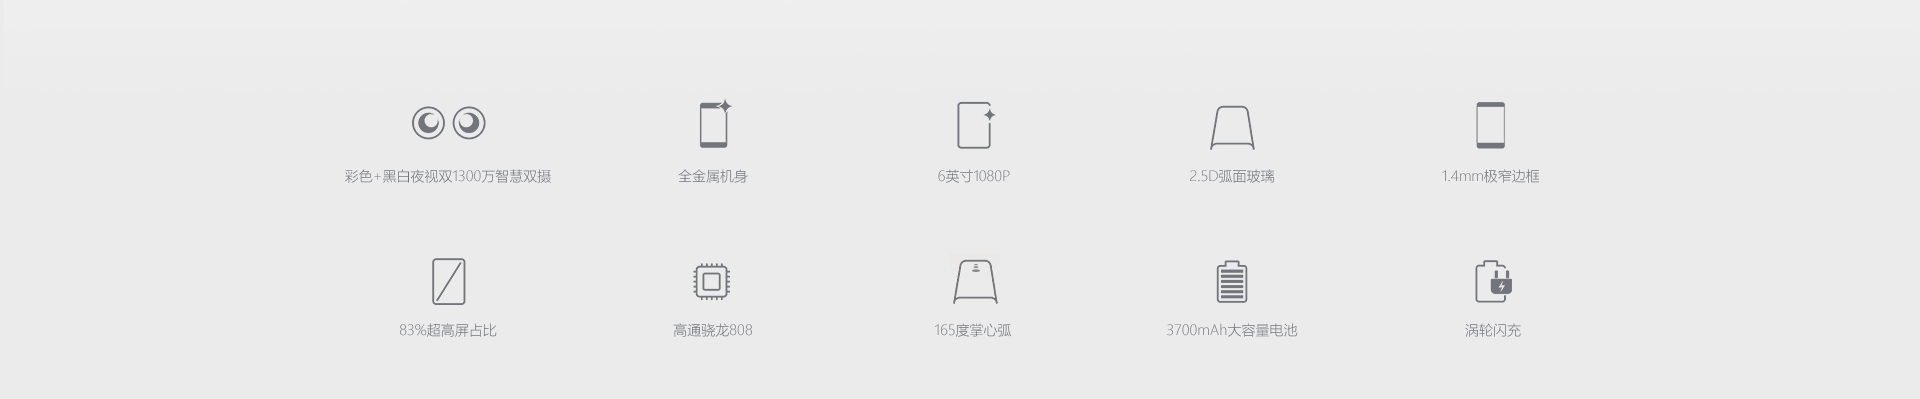 彩色+黑白夜视双1300万智慧双摄
全金属机身
6英寸1080P
2.5D弧面玻璃
1.4mm极窄边框
83%超高屏占比
高通骁龙808
165度掌心弧
3700mAh大容量电池
涡轮闪充